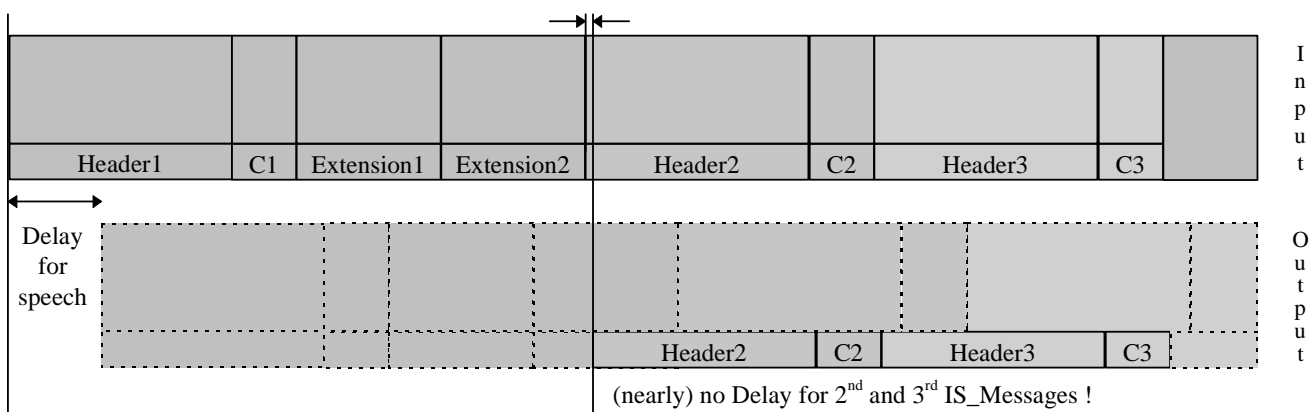 Header1 C1 Extension1 Extension2 Header2 C2 Header3 C3
Input
Delay
for
speech
Output
Header2 C2 Header3 C3
(nearly) no Delay for 2nd and 3rd IS_Messages !